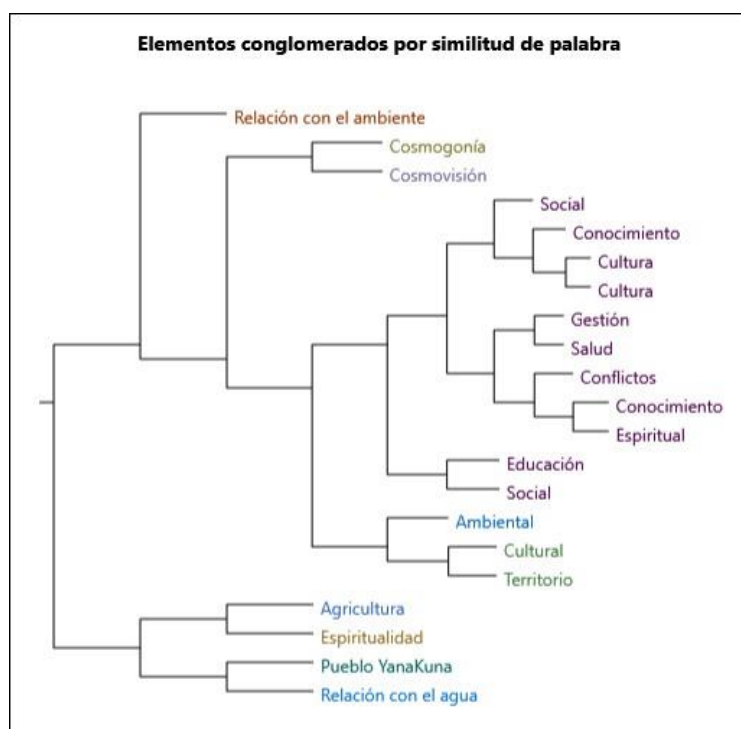 Elementos conglomerados por similitud de palabra
Relación con el ambiente
Cosmogonía
Cosmovisión
Social
Conocimiento
Cultura
Cultura
Gestión
Salud
Conflictos
Conocimiento
Espiritual
Educación
Social
Ambiental
Cultural
Territorio
Agricultura
Espiritualidad
Pueblo YanaKuna
Relación con el agua